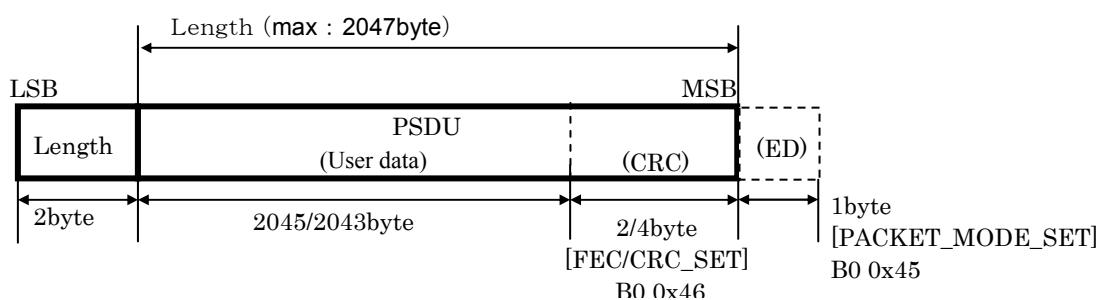 Length (max : 2047byte)
LSB
MSB
Length
PSDU
(User data)
(CRC)
(ED)
2byte
2045/2043byte
2/4byte
[FEC/CRC_SET]
B0 0x46
1byte
[PACKET_MODE_SET]
B0 0x45